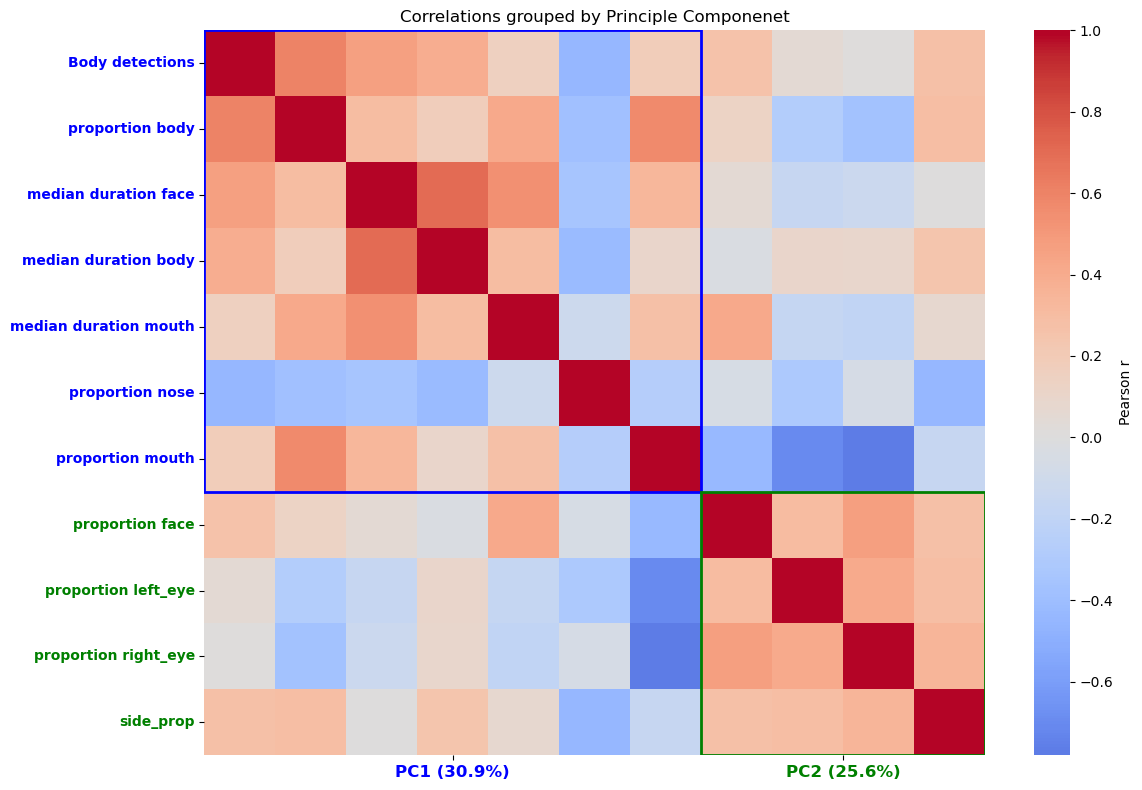 Correlations grouped by Principle Componenet
Body detections
proportion body
median duration face
median duration body
median duration mouth
proportion nose
proportion mouth
proportion face
proportion left_eye
proportion right_eye
side_prop
PC1 (30.9%)
PC2 (25.6%)
1.0
0.8
0.6
0.4
0.2
0.0
−0.2
−0.4
−0.6
Pearson r